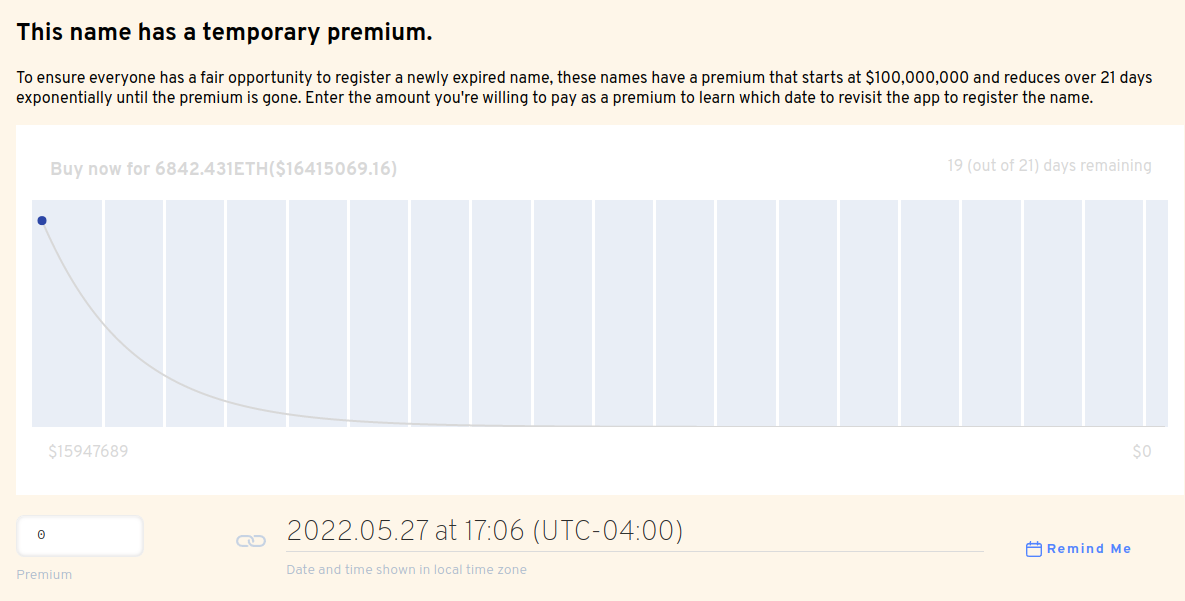 This name has a temporary premium.
To ensure everyone has a fair opportunity to register a newly expired name, these names have a premium that starts at $100,000,000 and reduces over 21 days
exponentially until the premium is gone. Enter the amount you're willing to pay as a premium to learn which date to revisit the app to register the name.
Buy now for 6842.431ETH($16415069.16)
19 (out of 21) days remaining
$15947689
$0
0
2022.05.27 at 17:06 (UTC-04:00)
Remind Me
Premium
Date and time shown in local time zone